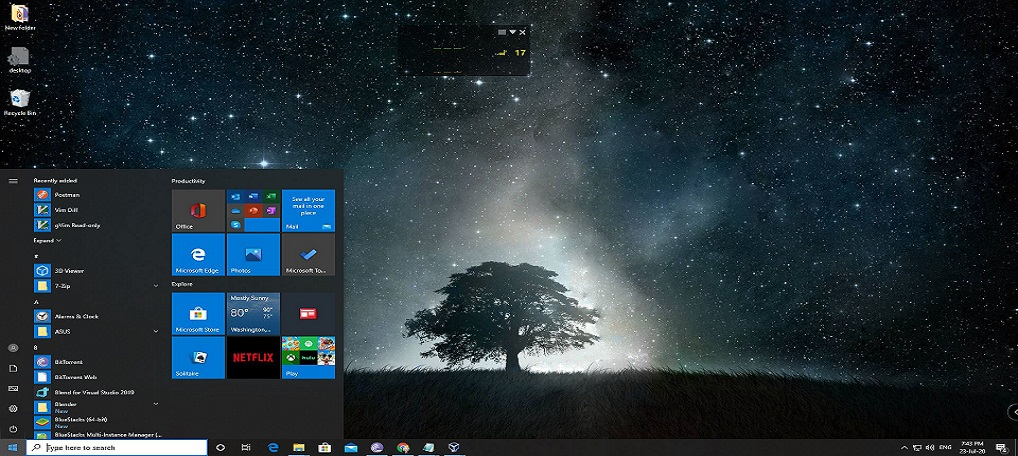 New folder
desktop
Recycle Bin
17
Recently added
Postman
Vim Diff
gVim Read-only
Expand
#
3D Viewer
7-Zip
A
Alarms & Clock
ASUS
B
BitTorrent
BitTorrent Web
Blend for Visual Studio 2019
Blender
New
BlueStacks (64-bit)
New
BlueStacks Multi-Instance Manager (...
Productivity
Office
See all your
mail in one
place
Mail
Microsoft Edge
Photos
Microsoft To...
Explore
Microsoft Store
Mostly Sunny
80° 90°
75°
Washington,...
Solitaire
NETFLIX
hulu
Play
Type here to search
ENG
7:43 PM
23-Jul-20